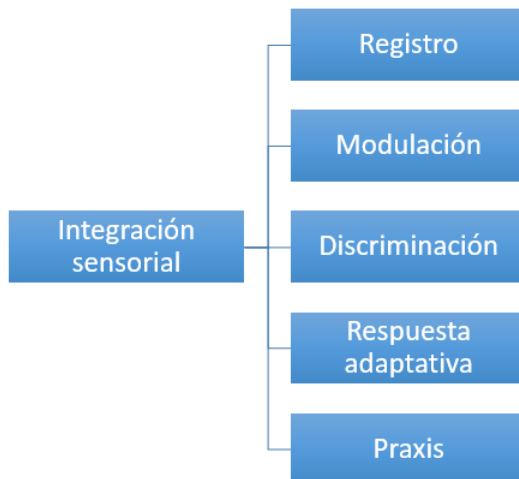 Integración
sensorial
Registro
Modulación
Discriminación
Respuesta
adaptativa
Praxis